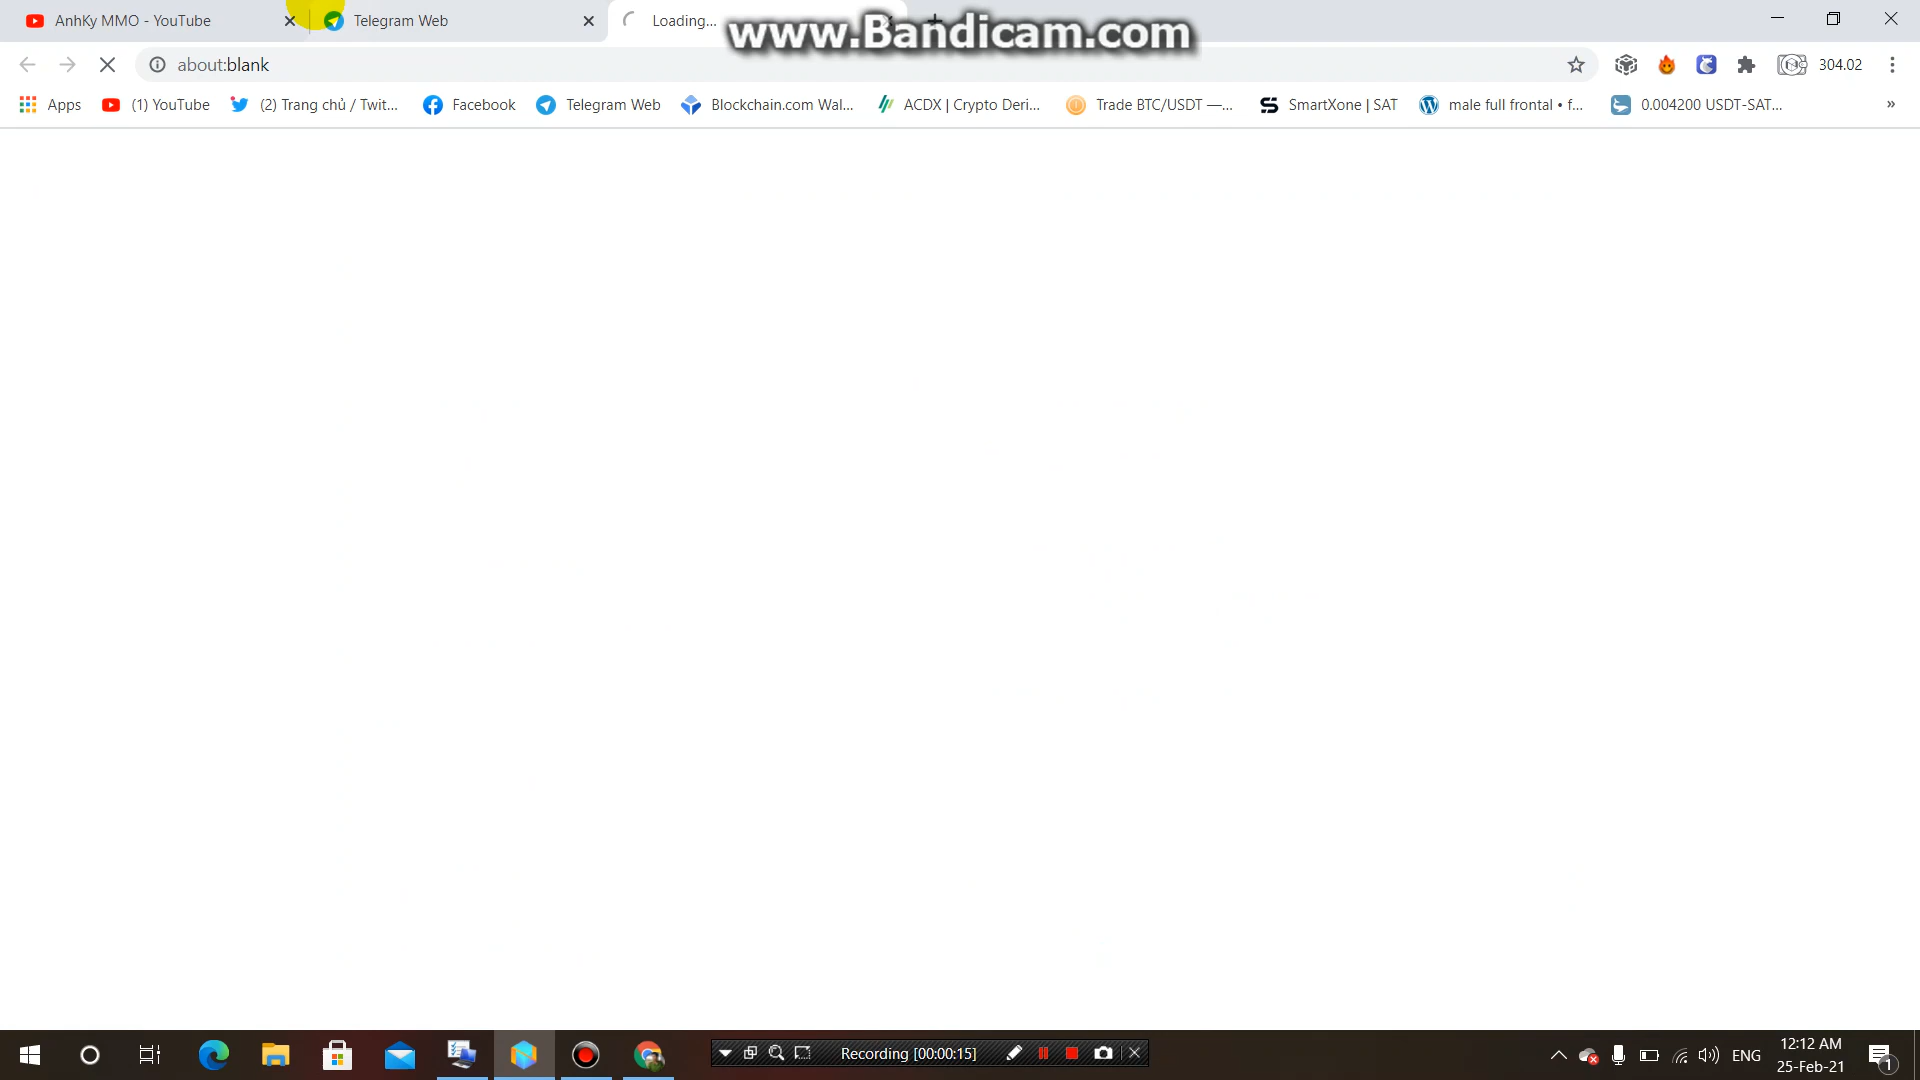 AnhKy MMO - YouTube
Telegram Web
Loading...
www.Bandicam.com
about:blank
304.02
Apps
(1) YouTube
(2) Trang chủ / Twit...
Facebook
Telegram Web
Blockchain.com Wal...
ACDX | Crypto Deri...
Trade BTC/USDT —...
SmartXone | SAT
male full frontal • f...
0.004200 USDT-SAT...
»
Recording [00:00:15]
ENG
12:12 AM
25-Feb-21
1